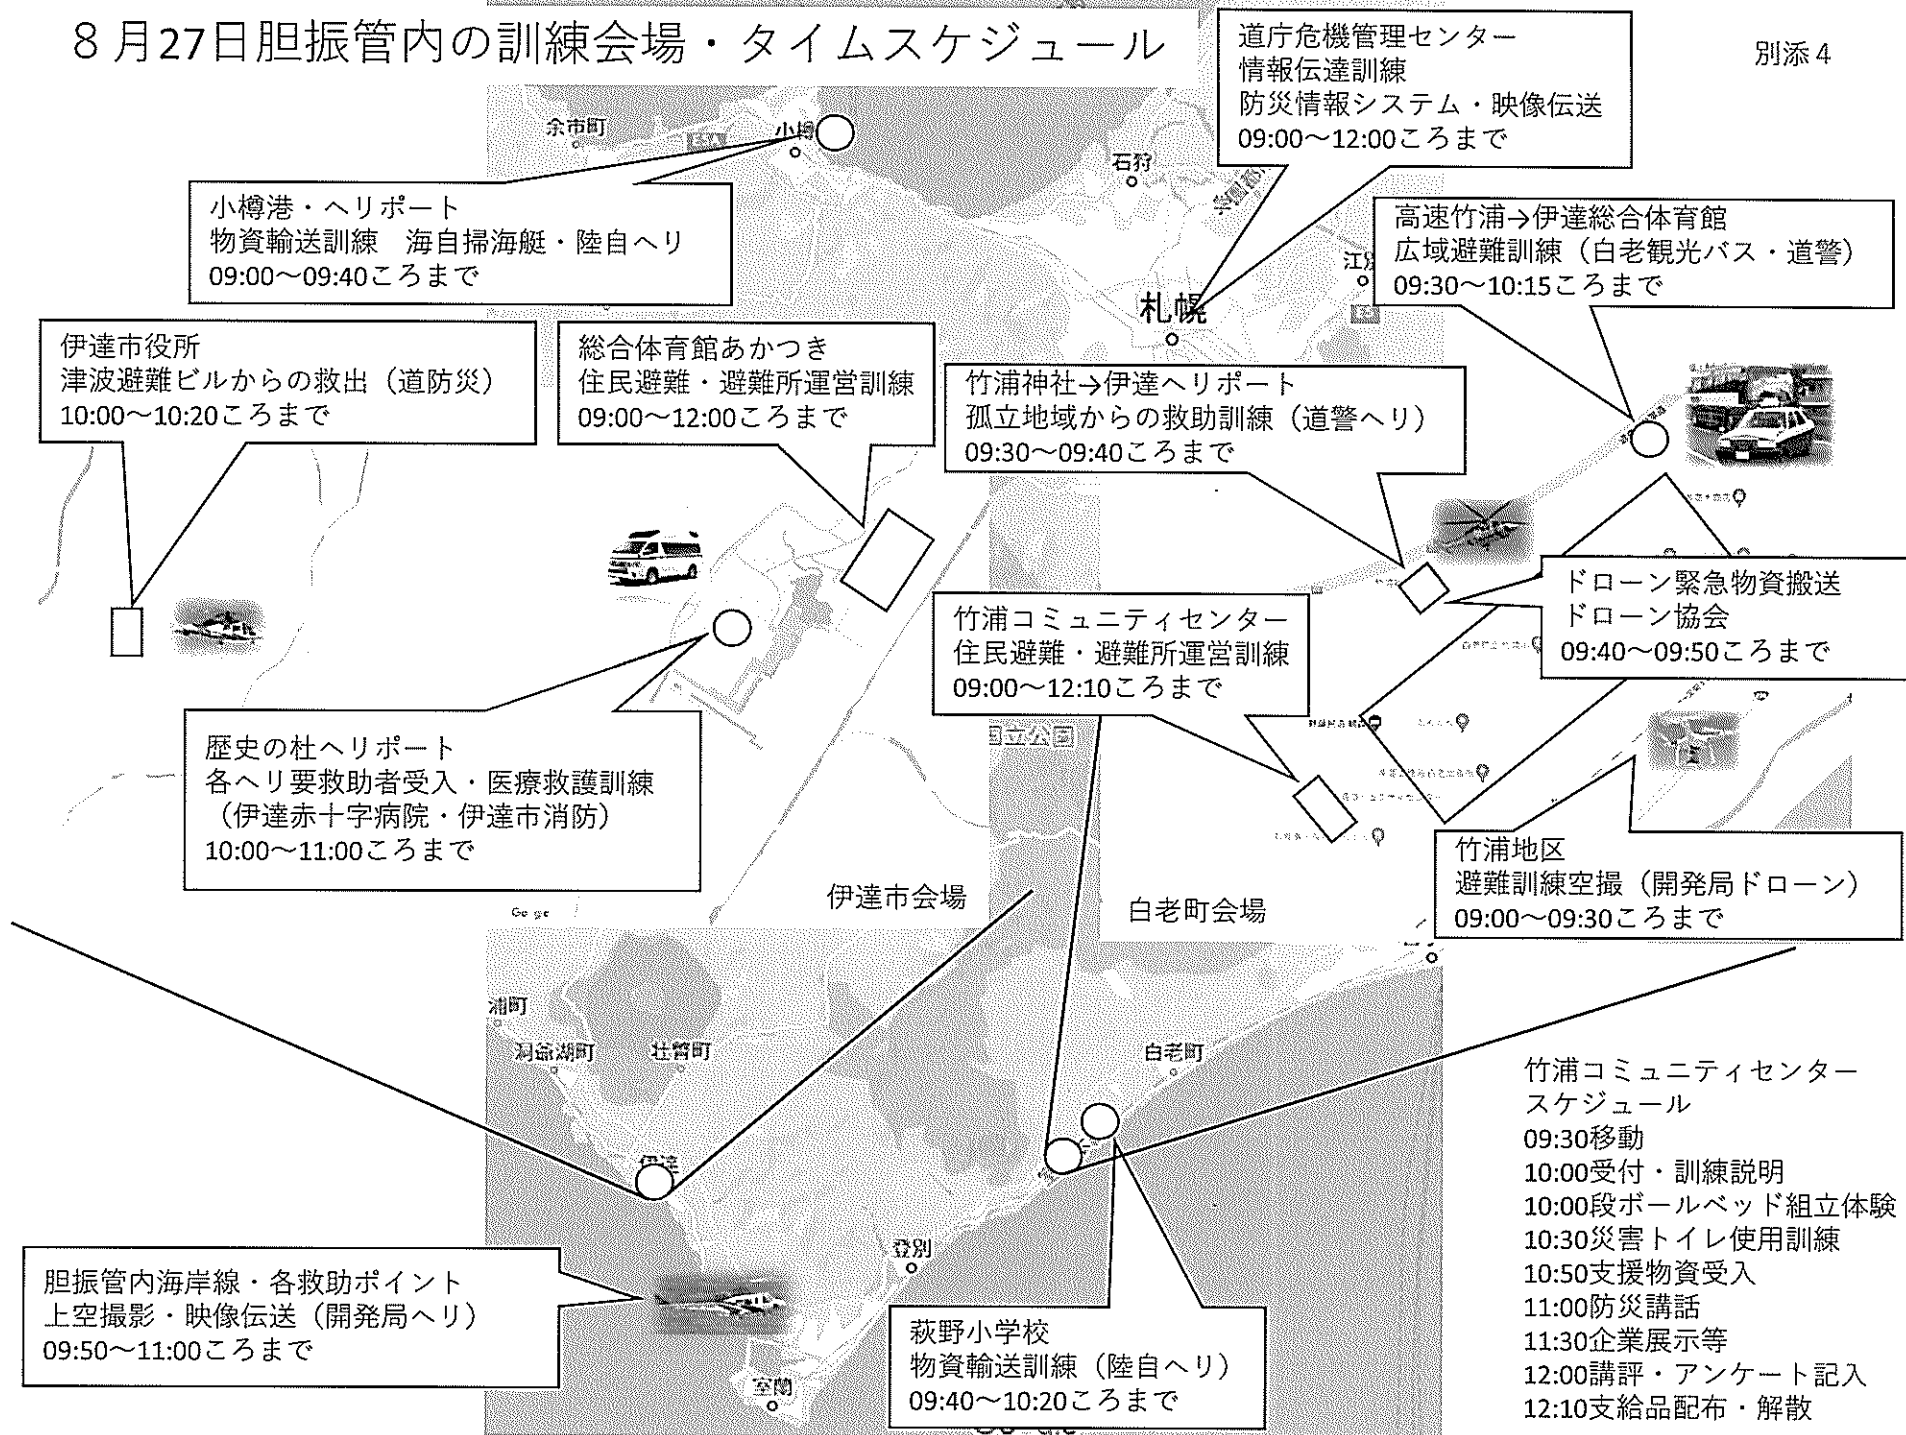 ８月27日胆振管内の訓練会場・タイムスケジュール
別添４
道庁危機管理センター
情報伝達訓練
防災情報システム・映像伝送
09:00～12:00ころまで
余市町
小樽
石狩
江別
札幌
小樽港・ヘリポート
物資輸送訓練　海自掃海艇・陸自ヘリ
09:00～09:40ころまで
高速竹浦→伊達総合体育館
広域避難訓練（白老観光バス・道警）
09:30～10:15ころまで
伊達市役所
津波避難ビルからの救出（道防災）
10:00～10:20ころまで
総合体育館あかつき
住民避難・避難所運営訓練
09:00～12:00ころまで
竹浦神社→伊達ヘリポート
孤立地域からの救助訓練（道警ヘリ）
09:30～09:40ころまで
ドローン緊急物資搬送
ドローン協会
09:40～09:50ころまで
竹浦コミュニティセンター
住民避難・避難所運営訓練
09:00～12:10ころまで
歴史の杜ヘリポート
各ヘリ要救助者受入・医療救護訓練
（伊達赤十字病院・伊達市消防）
10:00～11:00ころまで
国立公園
竹浦地区
避難訓練空撮（開発局ドローン）
09:00～09:30ころまで
伊達市会場
白老町会場
浦町
洞爺湖町
壮瞥町
白老町
伊達
登別
室蘭
胆振管内海岸線・各救助ポイント
上空撮影・映像伝送（開発局ヘリ）
09:50～11:00ころまで
萩野小学校
物資輸送訓練（陸自ヘリ）
09:40～10:20ころまで
竹浦コミュニティセンター
スケジュール
09:30移動
10:00受付・訓練説明
10:00段ボールベッド組立体験
10:30災害トイレ使用訓練
10:50支援物資受入
11:00防災講話
11:30企業展示等
12:00講評・アンケート記入
12:10支給品配布・解散